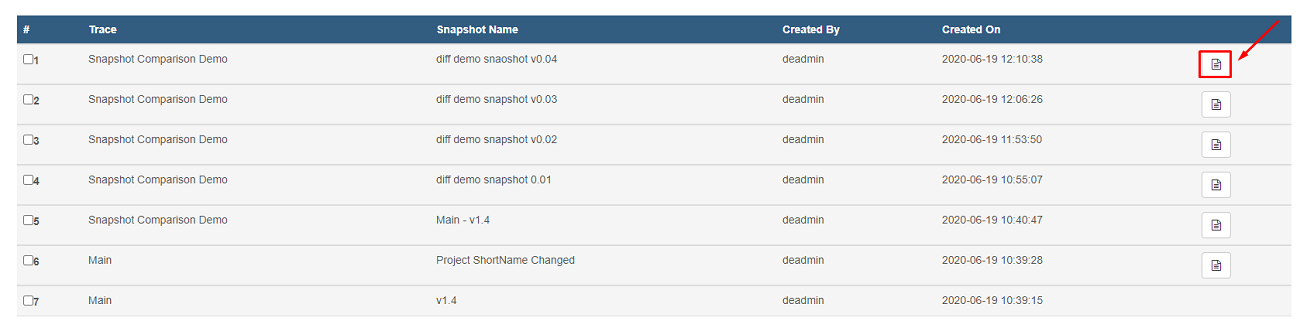 # Trace Snapshot Name Created By Created On
1 Snapshot Comparison Demo diff demo snaoshot v0.04 deadmin 2020-06-19 12:10:38
2 Snapshot Comparison Demo diff demo snapshot v0.03 deadmin 2020-06-19 12:06:26
3 Snapshot Comparison Demo diff demo snapshot v0.02 deadmin 2020-06-19 11:53:50
4 Snapshot Comparison Demo diff demo snapshot 0.01 deadmin 2020-06-19 10:55:07
5 Snapshot Comparison Demo Main - v1.4 deadmin 2020-06-19 10:40:47
6 Main Project ShortName Changed deadmin 2020-06-19 10:39:28
7 Main v1.4 deadmin 2020-06-19 10:39:15